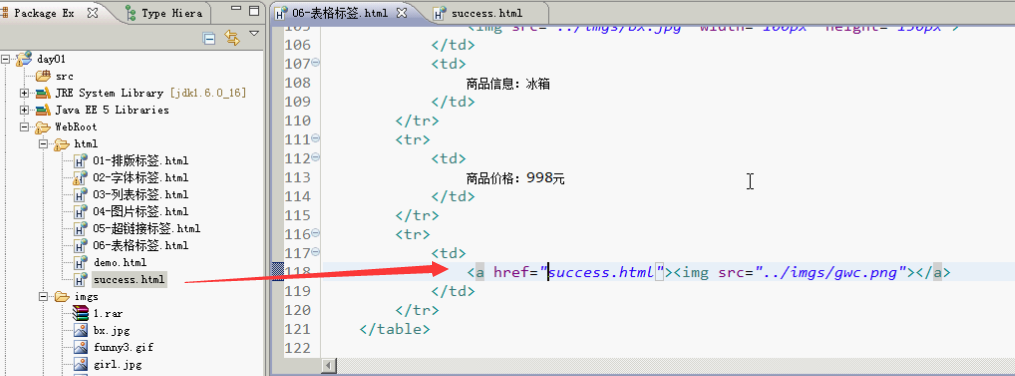 Package Ex
Type Hiera
day01
src
JRE System Library [jdk1.6.0_16]
Java EE 5 Libraries
WebRoot
html
01-排版标签.html
02-字体标签.html
03-列表标签.html
04-图片标签.html
05-超链接标签.html
06-表格标签.html
demo.html
success.html
imgs
1.rar
bx.jpg
funny3.gif
girl.jpg
06-表格标签.html
success.html
106 </td>
107 <td>
108 商品信息：冰箱
109 </td>
110 </tr>
111 <tr>
112 <td>
113 商品价格：998元
114 </td>
115 </tr>
116 <tr>
117 <td>
118 <a href="success.html"><img src="../imgs/gwc.png"></a>
119 </td>
120 </tr>
121 </table>
122